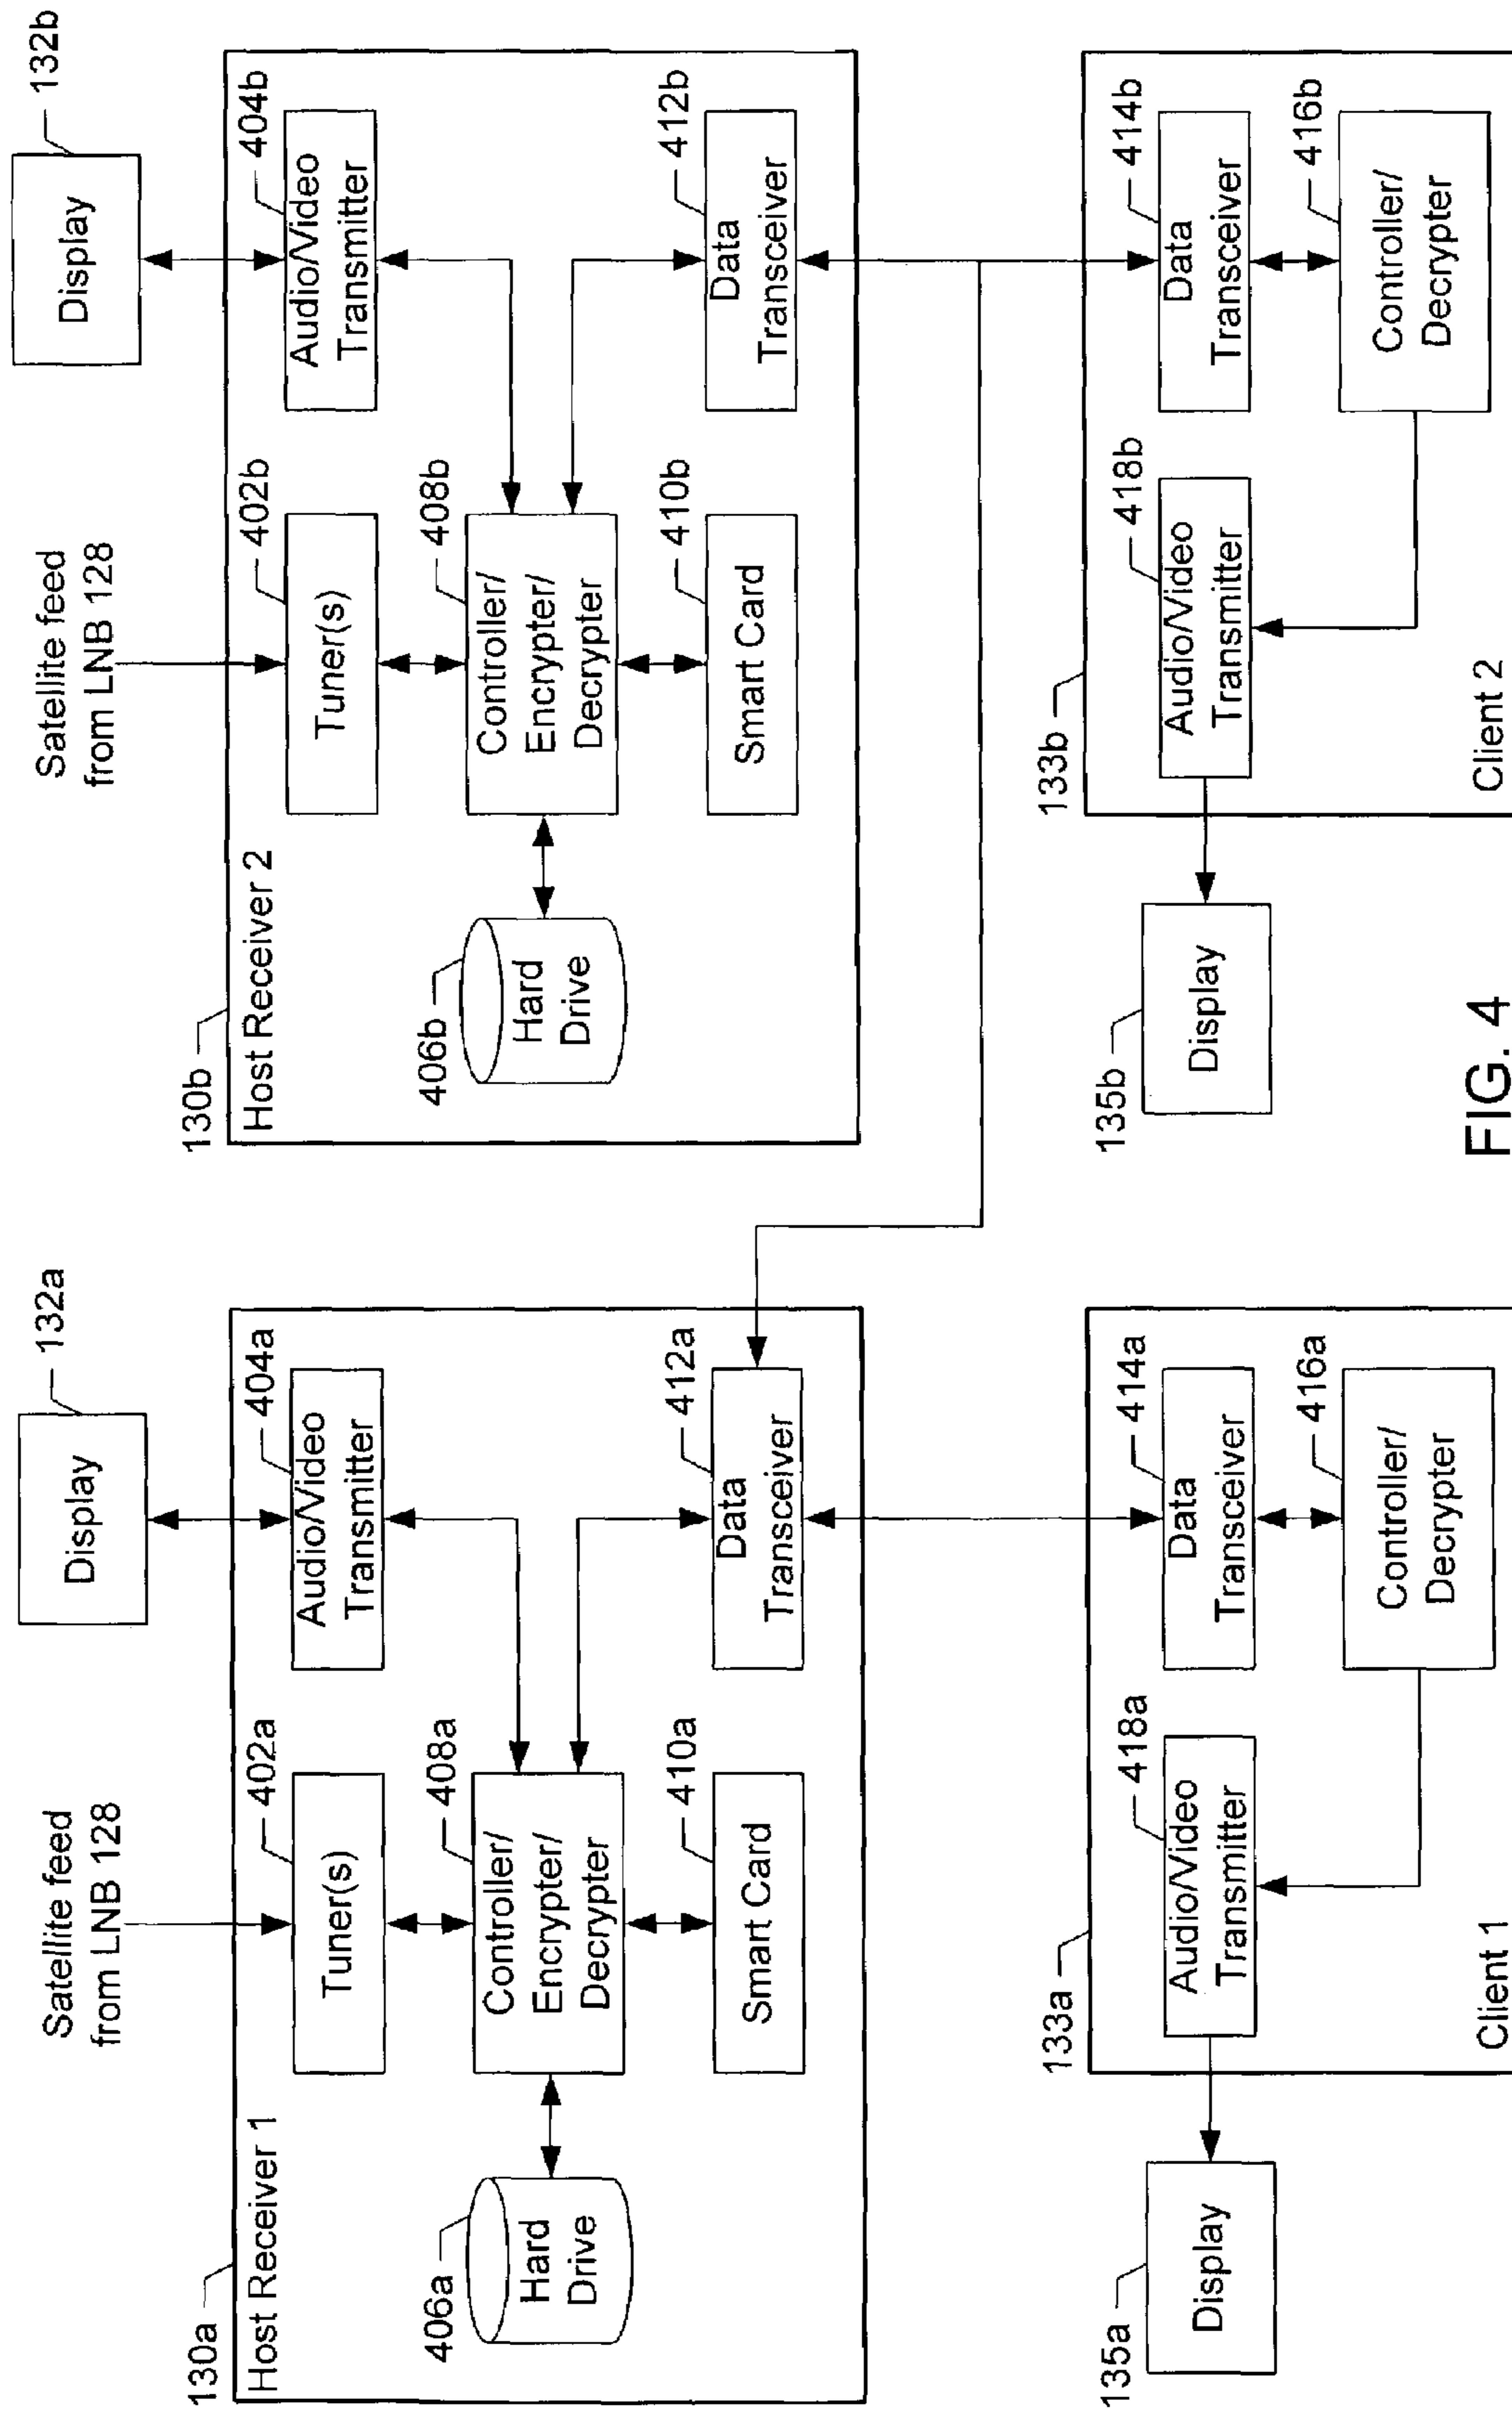 Satellite feed
from LNB 128
Display
132a
130a
Host Receiver 1
Tuner(s)
402a
Audio/Video
Transmitter
404a
406a
Hard
Drive
Controller/
Encrypter/
Decrypter
408a
Smart Card
410a
Data
Transceiver
412a
Satellite feed
from LNB 128
Display
132b
130b
Host Receiver 2
Tuner(s)
402b
Audio/Video
Transmitter
404b
406b
Hard
Drive
Controller/
Encrypter/
Decrypter
408b
Smart Card
410b
Data
Transceiver
412b
135a
Display
133a
Audio/Video
Transmitter
418a
Data
Transceiver
414a
Controller/
Decrypter
416a
Client 1
135b
Display
133b
Audio/Video
Transmitter
418b
Data
Transceiver
414b
Controller/
Decrypter
416b
Client 2
FIG. 4